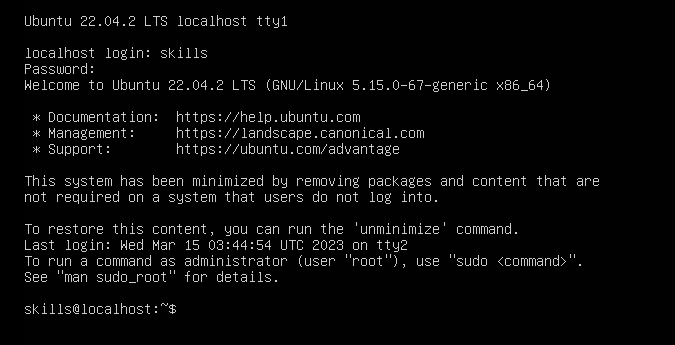 Ubuntu 22.04.2 LTS localhost tty1
localhost login: skills
Password:
Welcome to Ubuntu 22.04.2 LTS (GNU/Linux 5.15.0-67-generic x86_64)
* Documentation:  https://help.ubuntu.com
* Management:     https://landscape.canonical.com
* Support:        https://ubuntu.com/advantage
This system has been minimized by removing packages and content that are
not required on a system that users do not log into.
To restore this content, you can run the 'unminimize' command.
Last login: Wed Mar 15 03:44:54 UTC 2023 on tty2
To run a command as administrator (user "root"), use "sudo <command>".
See "man sudo_root" for details.
skills@localhost:~$